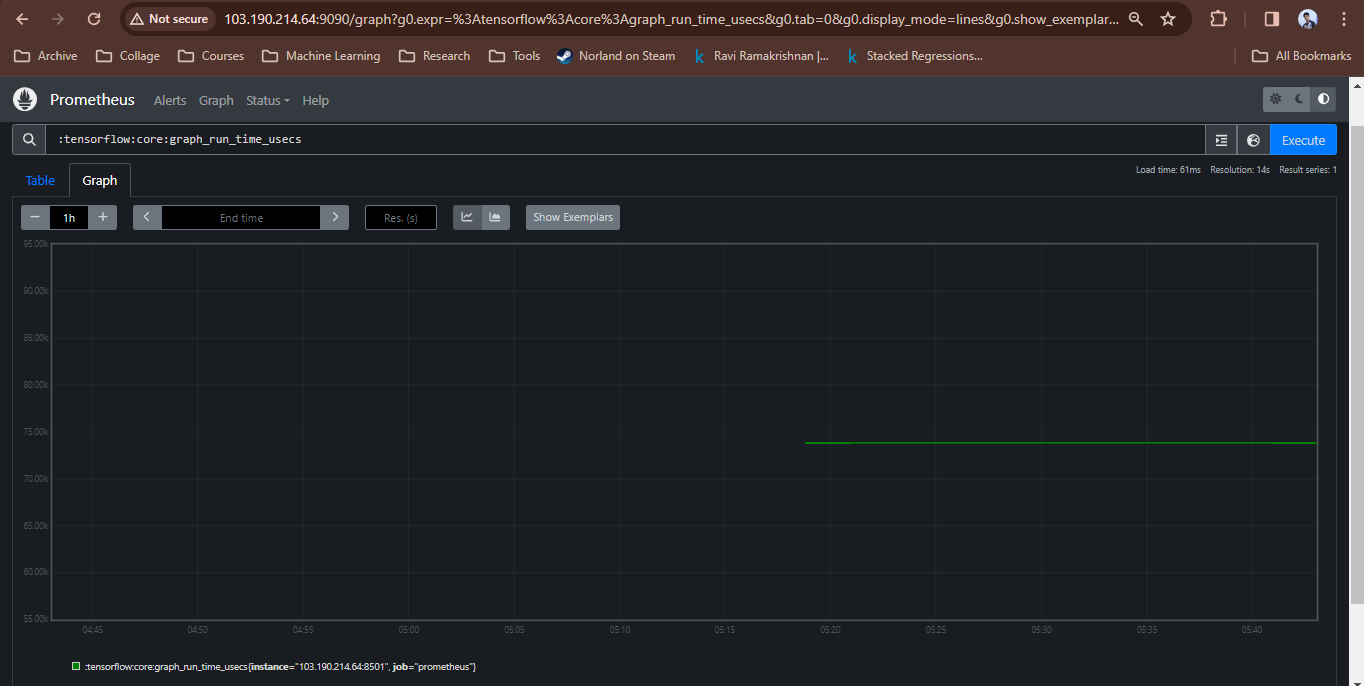 Not secure 103.190.214.64:9090/graph?g0.expr=%3Atensorflow%3Acore%3Agraph_run_time_usecs&g0.tab=0&g0.display_mode=lines&g0.show_exemplar...
Archive Collage Courses Machine Learning Research Tools Norland on Steam Ravi Ramakrishnan |... Stacked Regressions... All Bookmarks
Prometheus Alerts Graph Status Help
:tensorflow:core:graph_run_time_usecs Execute
Load time: 61ms Resolution: 14s Result series: 1
Table Graph
− 1h + End time Res. (s) Show Exemplars
95.00k
90.00k
85.00k
80.00k
75.00k
70.00k
65.00k
60.00k
55.00k
04:45 04:50 04:55 05:00 05:05 05:10 05:15 05:20 05:25 05:30 05:35 05:40
:tensorflow:core:graph_run_time_usecs{instance="103.190.214.64:8501", job="prometheus"}